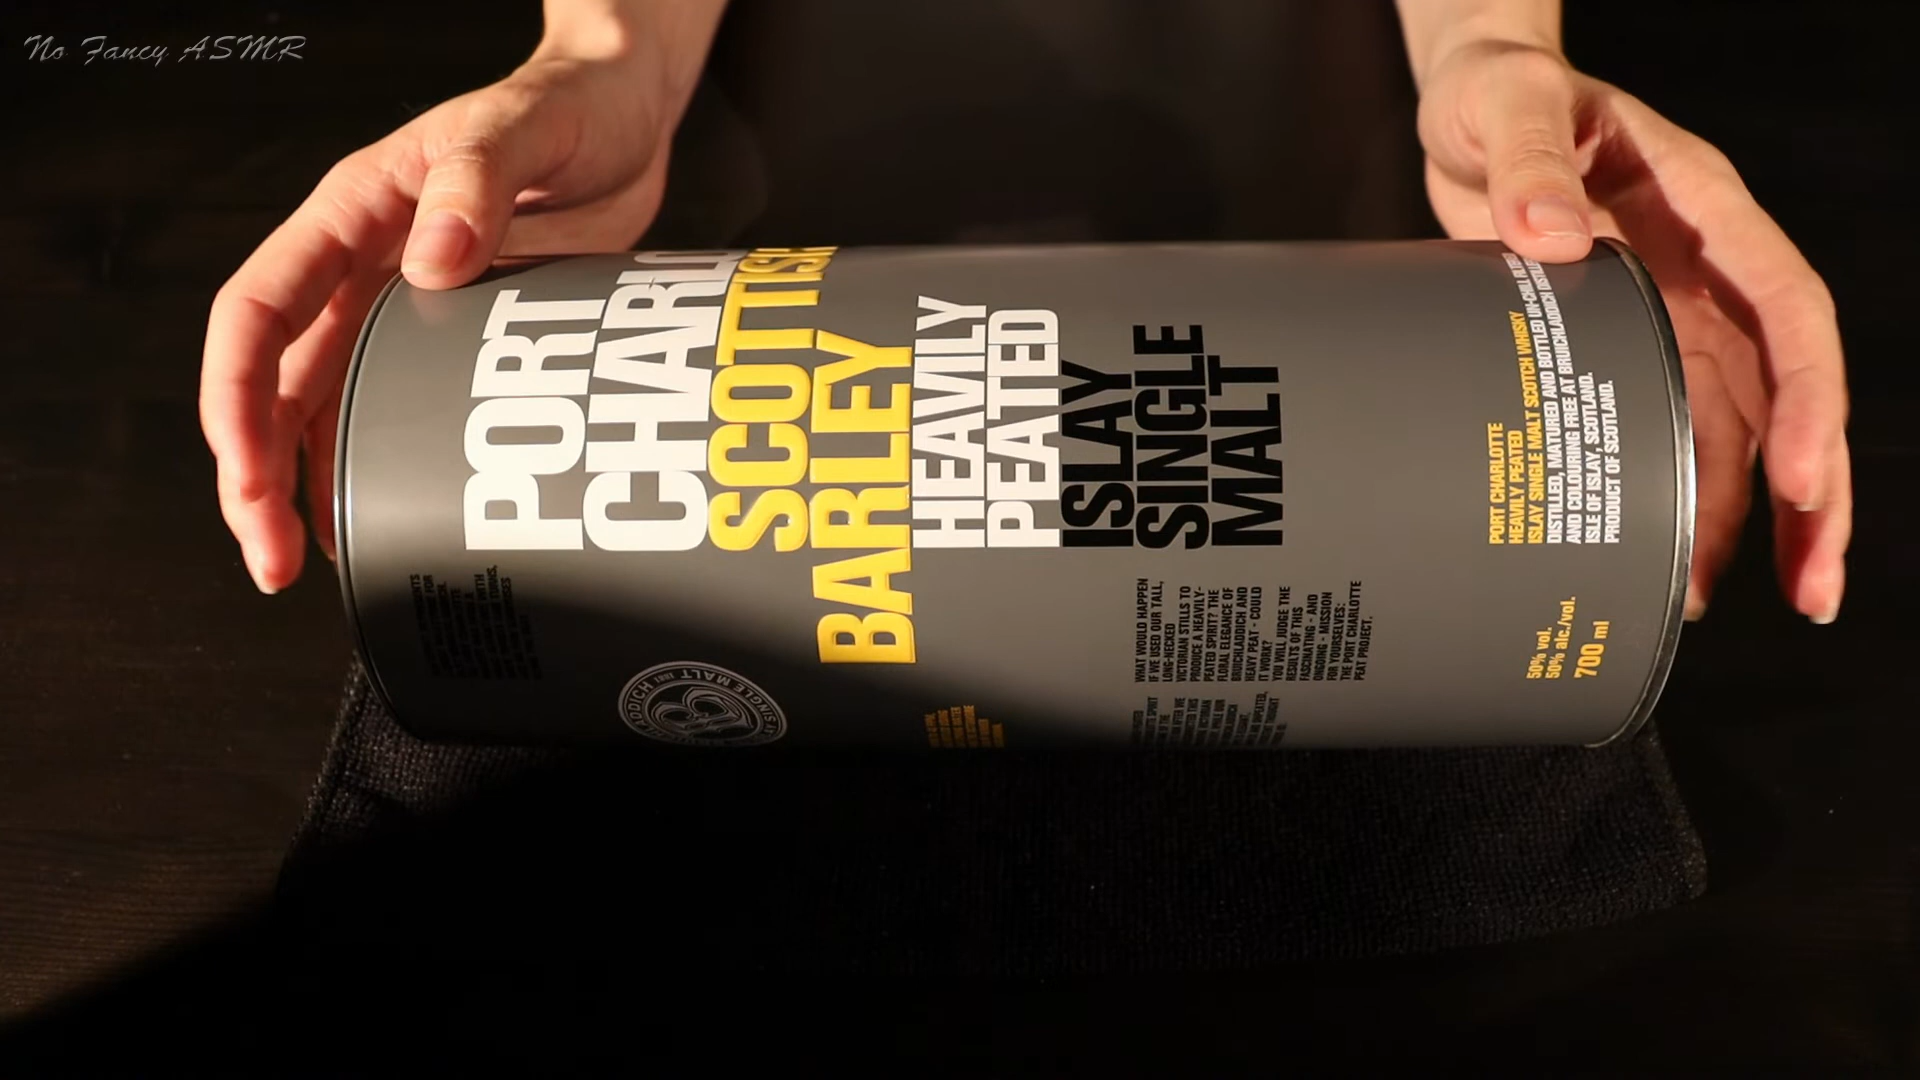 No Fancy ASMR
PORT
CHARLO
SCOTTISH
BARLEY
HEAVILY
PEATED
ISLAY
SINGLE
MALT
PORT CHARLOTTE
HEAVILY PEATED
ISLAY SINGLE MALT SCOTCH WHISKY
DISTILLED, MATURED AND BOTTLED UN-CHILL FILTERED
AND COLOURING FREE AT BRUICHLADDICH DISTILLERY
ISLE OF ISLAY, SCOTLAND.
PRODUCT OF SCOTLAND.
WHAT WOULD HAPPEN
IF WE USED OUR TALL,
LONG-NECKED
VICTORIAN STILLS TO
PRODUCE A HEAVILY-
PEATED SPIRIT? THE
FLORAL ELEGANCE OF
BRUICHLADDICH AND
HEAVY PEAT - COULD
IT WORK?
YOU WILL JUDGE THE
RESULTS OF THIS
FASCINATING - AND
ONGOING - MISSION
FOR YOURSELVES:
THE PORT CHARLOTTE
PEAT PROJECT.
50% vol.
50% alc./vol.
700 ml
ADDICH 1881
SINGLE MALT